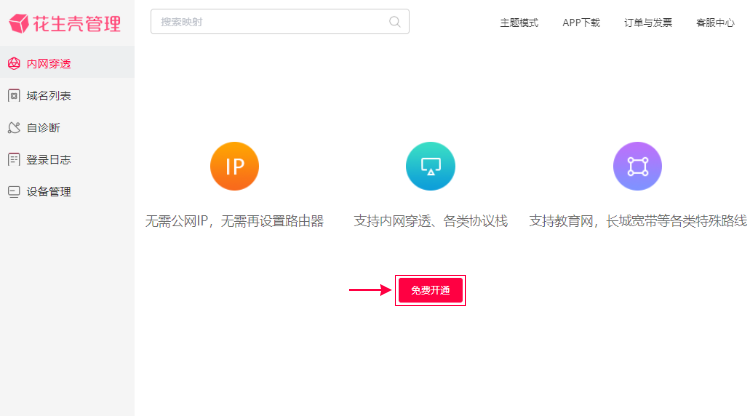 花生壳管理
搜索映射
主题模式
APP下载
订单与发票
客服中心
内网穿透
域名列表
自诊断
登录日志
设备管理
IP
无需公网IP，无需再设置路由器
支持内网穿透、各类协议栈
支持教育网，长城宽带等各类特殊路线
免费开通